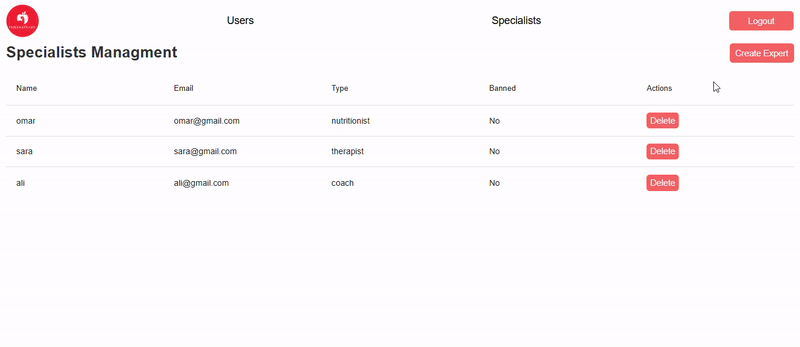 Users Specialists Logout
Specialists Managment Create Expert
Name Email Type Banned Actions
omar omar@gmail.com nutritionist No Delete
sara sara@gmail.com therapist No Delete
ali ali@gmail.com coach No Delete